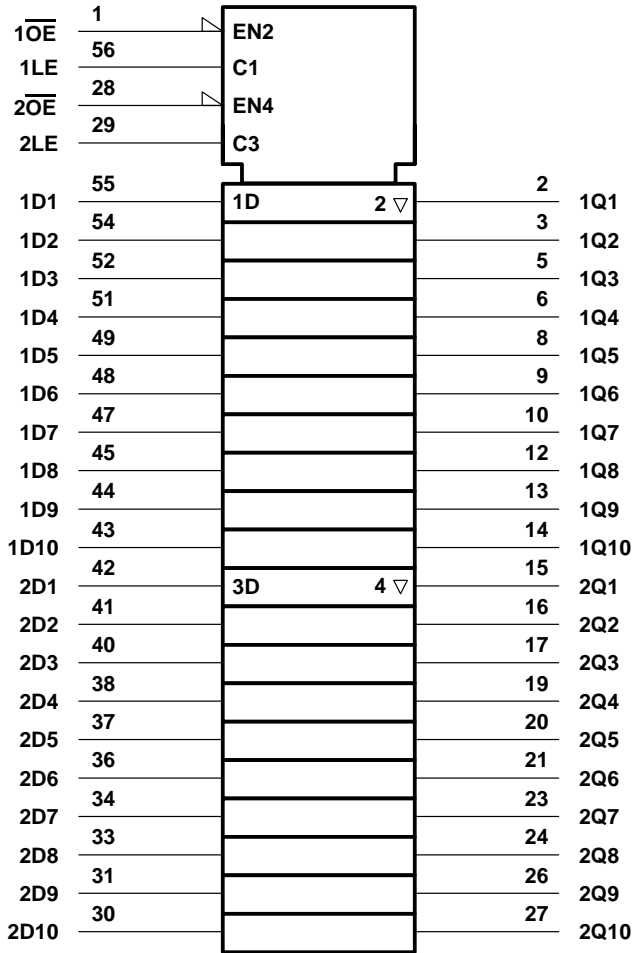 1 
1O̅E̅ EN2
56
1LE C1
28
2O̅E̅ EN4
29
2LE C3
55 2
1D1 1D 2 ▽ 1Q1
54 3
1D2 1Q2
52 5
1D3 1Q3
51 6
1D4 1Q4
49 8
1D5 1Q5
48 9
1D6 1Q6
47 10
1D7 1Q7
45 12
1D8 1Q8
44 13
1D9 1Q9
43 14
1D10 1Q10
42 15
2D1 3D 4 ▽ 2Q1
41 16
2D2 2Q2
40 17
2D3 2Q3
38 19
2D4 2Q4
37 20
2D5 2Q5
36 21
2D6 2Q6
34 23
2D7 2Q7
33 24
2D8 2Q8
31 26
2D9 2Q9
30 27
2D10 2Q10